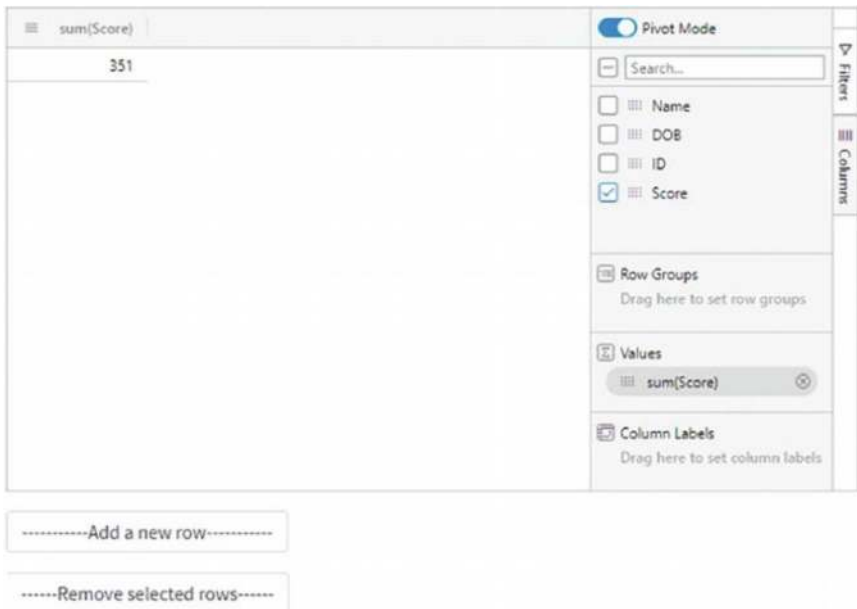 sum(Score)
351
Pivot Mode
Search...
Name
DOB
ID
Score
Row Groups
Drag here to set row groups
Values
sum(Score)
Column Labels
Drag here to set column labels
Filters
Columns
-----------Add a new row-----------
------Remove selected rows------